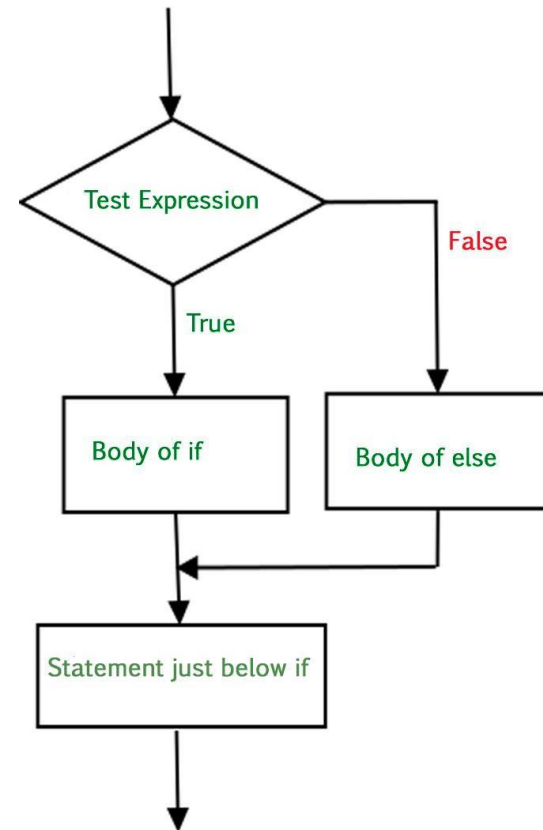 Test Expression
False
True
Body of if
Body of else
Statement just below if